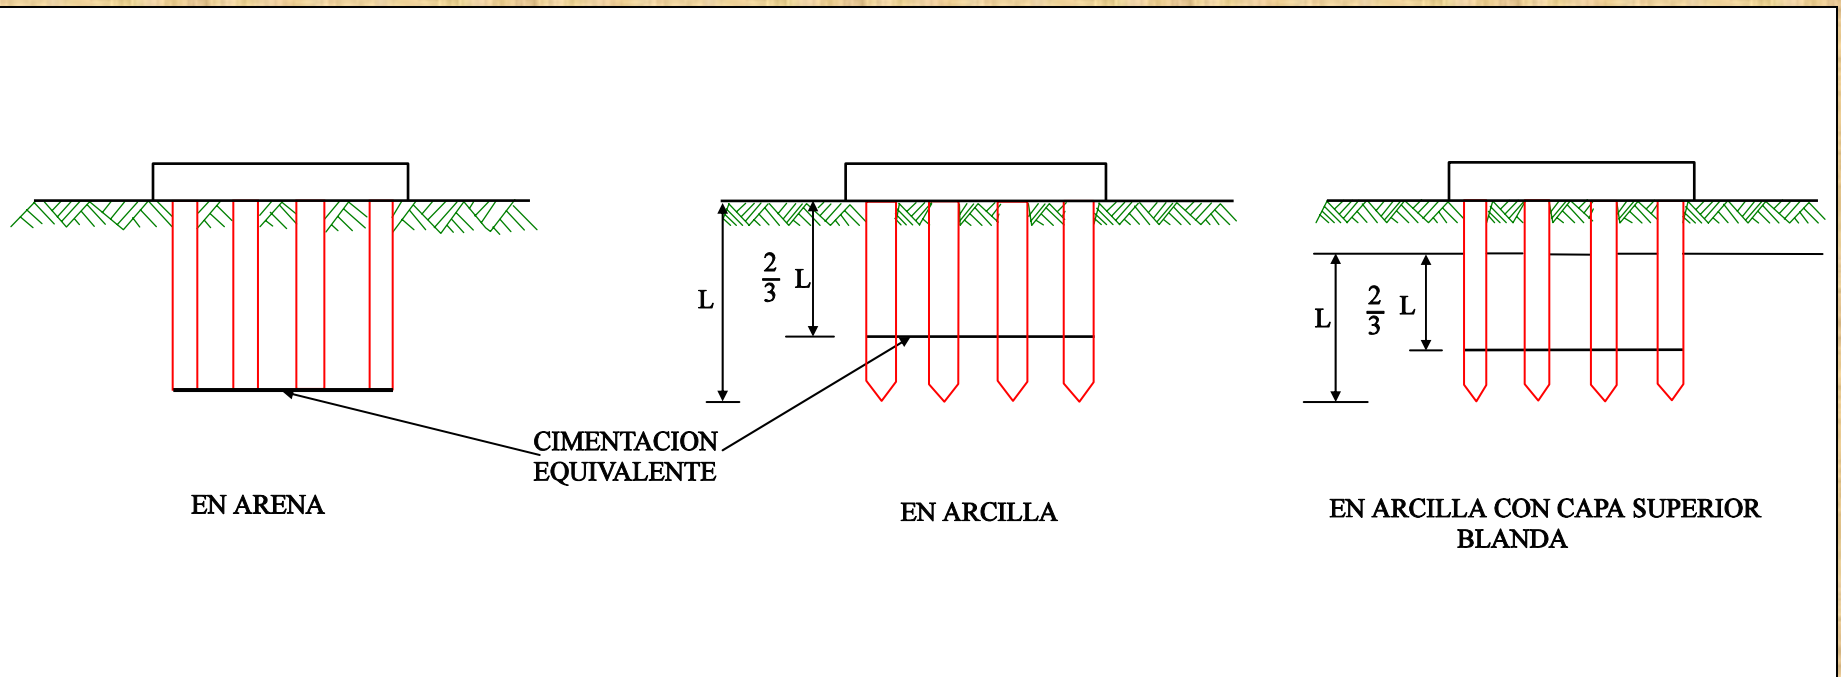 L
2
3
L
L
2
3
L
CIMENTACION
EQUIVALENTE
EN ARENA
EN ARCILLA
EN ARCILLA CON CAPA SUPERIOR
BLANDA